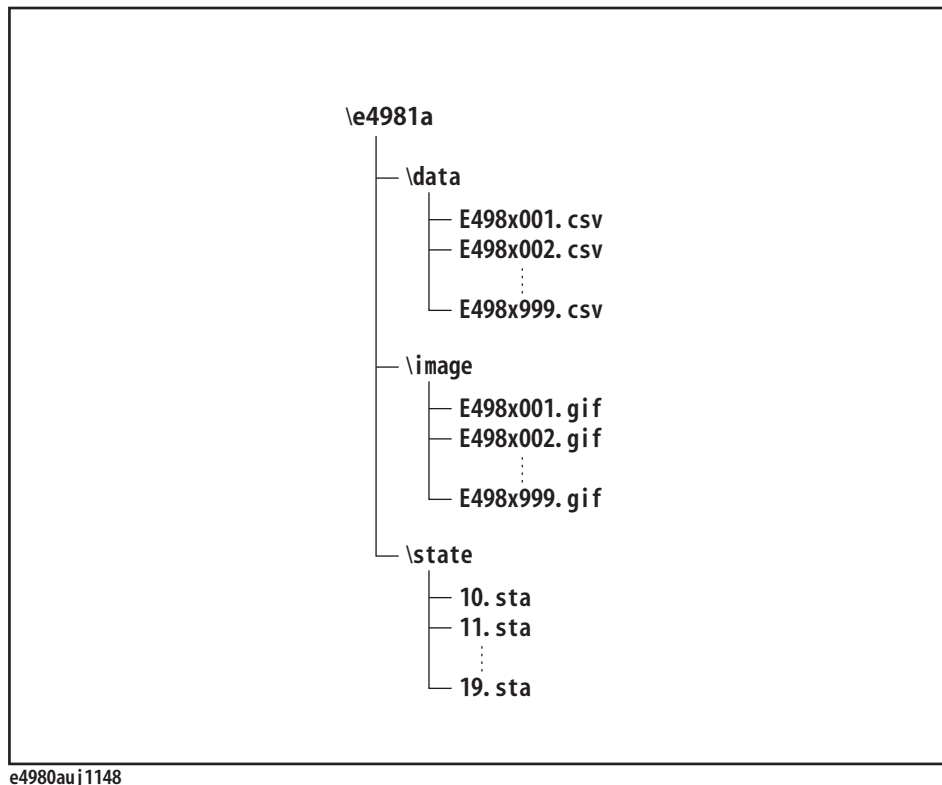 \e4981a
\data
E498x001.csv
E498x002.csv
E498x999.csv
\image
E498x001.gif
E498x002.gif
E498x999.gif
\state
10.sta
11.sta
19.sta
e4980auj1148